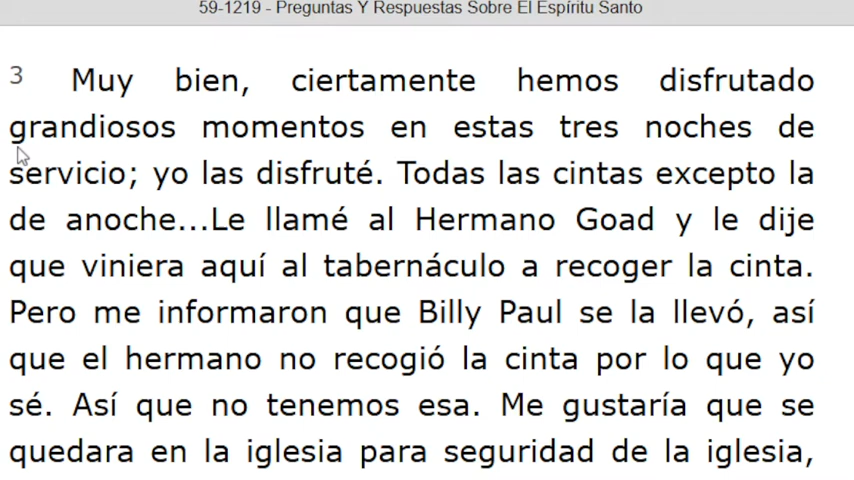 59-1219 - Preguntas Y Respuestas Sobre El Espíritu Santo
3 Muy bien, ciertamente hemos disfrutado
grandiosos momentos en estas tres noches de
servicio; yo las disfruté. Todas las cintas excepto la
de anoche...Le llamé al Hermano Goad y le dije
que viniera aquí al tabernáculo a recoger la cinta.
Pero me informaron que Billy Paul se la llevó, así
que el hermano no recogió la cinta por lo que yo
sé. Así que no tenemos esa. Me gustaría que se
quedara en la iglesia para seguridad de la iglesia,